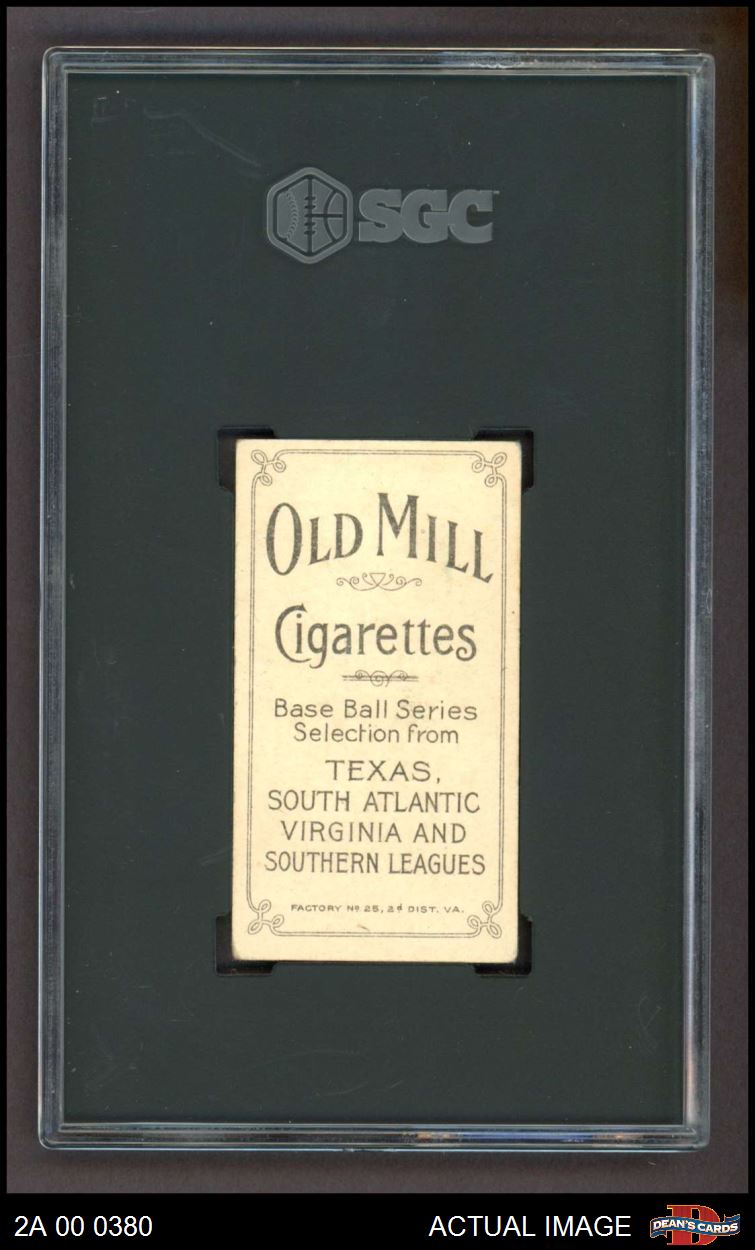 SGC
OLD MILL
Cigarettes
Base Ball Series
Selection from
TEXAS,
SOUTH ATLANTIC
VIRGINIA AND
SOUTHERN LEAGUES
FACTORY Nº 25, 2d DIST. VA.
2A 00 0380
ACTUAL IMAGE
DEAN'S CARDS